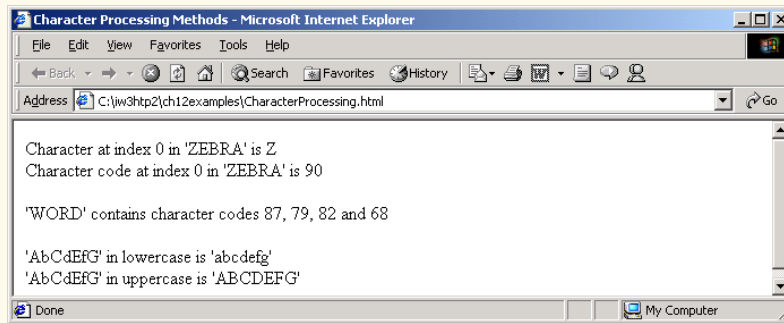 Character Processing Methods - Microsoft Internet Explorer
File Edit View Favorites Tools Help
Back Search Favorites History
Address C:\iw3htp2\ch12examples\CharacterProcessing.html Go
Character at index 0 in 'ZEBRA' is Z
Character code at index 0 in 'ZEBRA' is 90
'WORD' contains character codes 87, 79, 82 and 68
'AbCdEfG' in lowercase is 'abcdefg'
'AbCdEfG' in uppercase is 'ABCDEFG'
Done My Computer